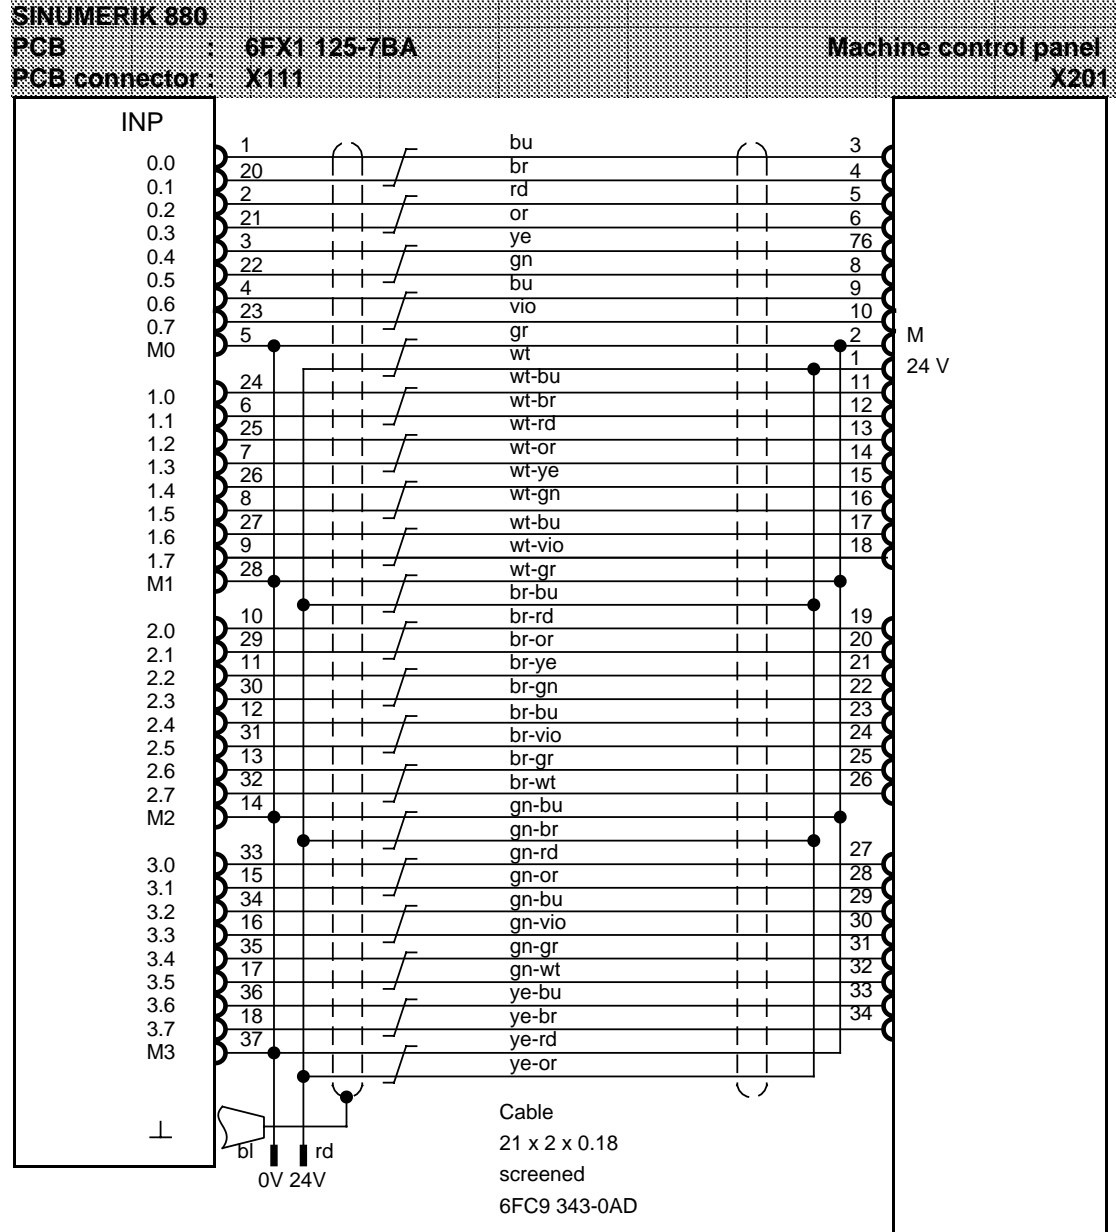 SINUMERIK 880
PCB : 6FX1 125-7BA Machine control panel
PCB connector : X111 X201
INP
0.0 1 bu 3
0.1 20 br 4
0.2 2 rd 5
0.3 21 or 6
0.4 3 ye 76
0.5 22 gn 8
0.6 4 bu 9
0.7 23 vio 10
M0 5 gr 2 M
wt 1 24 V
1.0 24 wt-bu 11
1.1 6 wt-br 12
1.2 25 wt-rd 13
1.3 7 wt-or 14
1.4 26 wt-ye 15
1.5 8 wt-gn 16
1.6 27 wt-bu 17
1.7 9 wt-vio 18
M1 28 wt-gr
br-bu
2.0 10 br-rd 19
2.1 29 br-or 20
2.2 11 br-ye 21
2.3 30 br-gn 22
2.4 12 br-bu 23
2.5 31 br-vio 24
2.6 13 br-gr 25
2.7 32 br-wt 26
M2 14 gn-bu
gn-br
3.0 33 gn-rd 27
3.1 15 gn-or 28
3.2 34 gn-bu 29
3.3 16 gn-vio 30
3.4 35 gn-gr 31
3.5 17 gn-wt 32
3.6 36 ye-bu 33
3.7 18 ye-br 34
M3 37 ye-rd
ye-or
bl rd
0V 24V
Cable
21 x 2 x 0.18
screened
6FC9 343-0AD